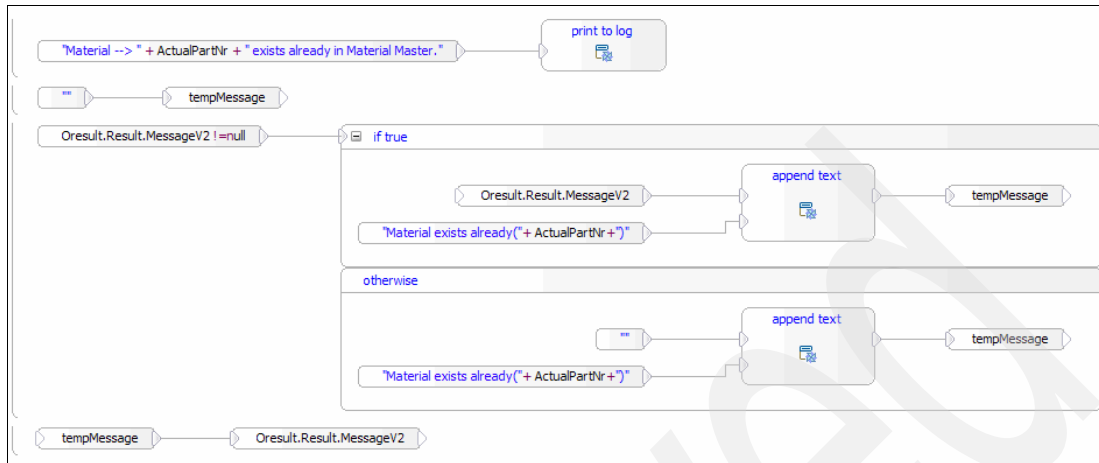 print to log
"Material --> " + ActualPartNr + " exists already in Material Master."
"" tempMessage
Oresult.Result.MessageV2 !=null
if true
append text
Oresult.Result.MessageV2
tempMessage
"Material exists already("+ ActualPartNr+")"
otherwise
append text
""
tempMessage
"Material exists already("+ ActualPartNr+")"
tempMessage Oresult.Result.MessageV2